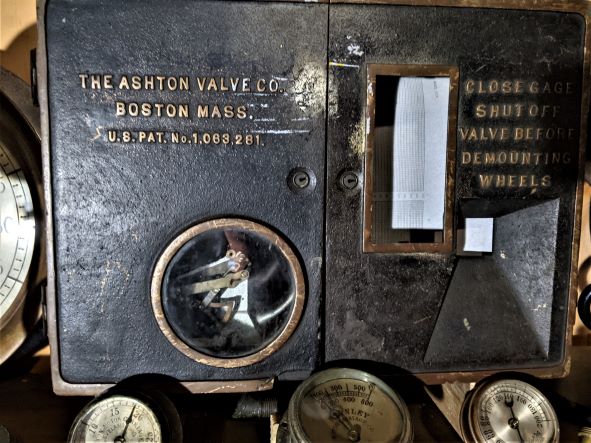 THE ASHTON VALVE CO.
BOSTON MASS.
U.S. PAT. No. 1,063,281.
CLOSE GAGE
SHUT OFF
VALVE BEFORE
DEMOUNTING
WHEELS